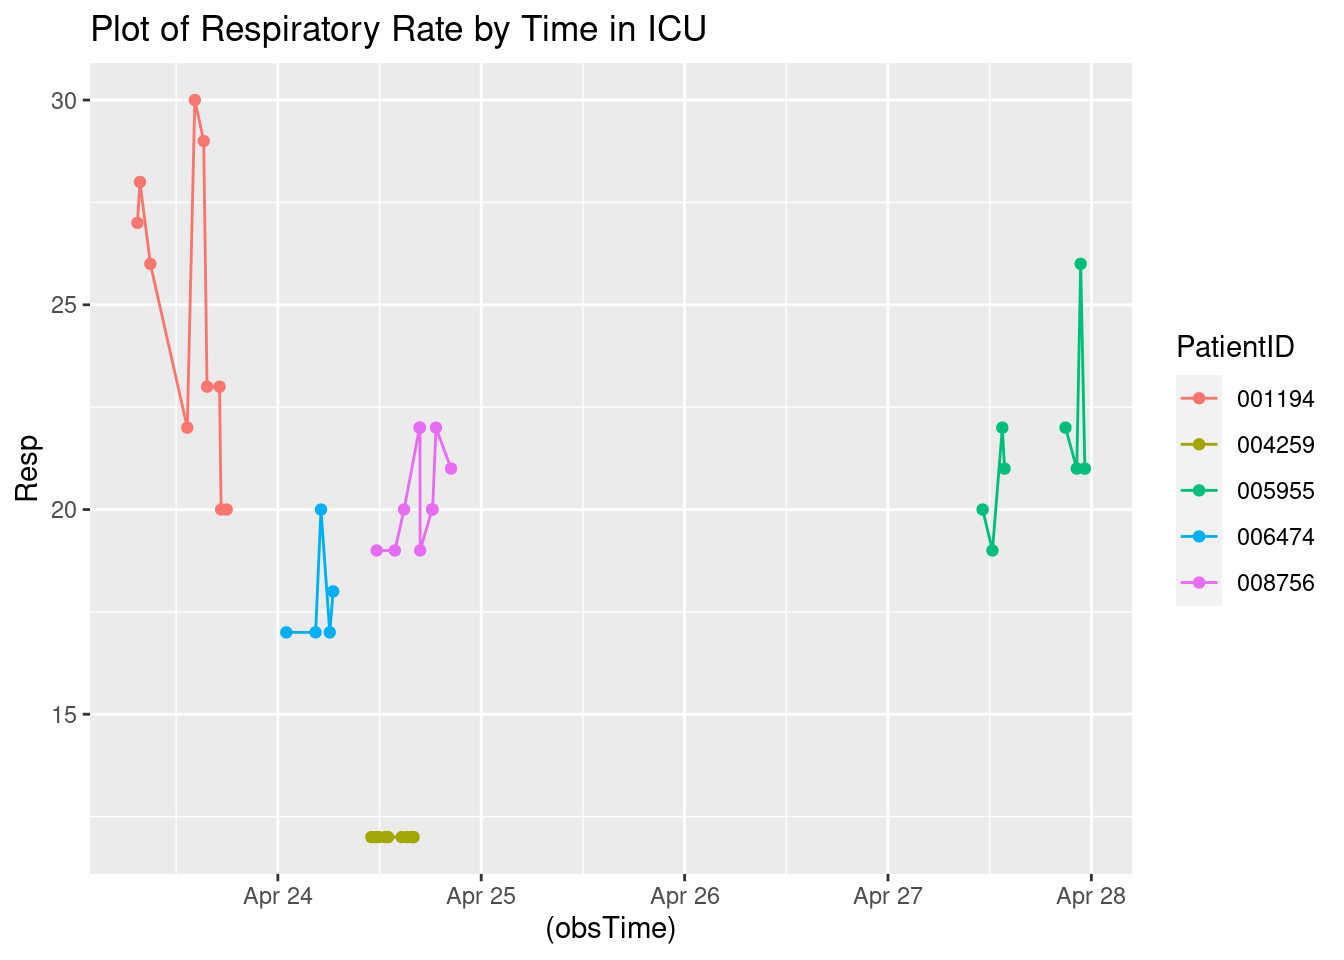 Plot of Respiratory Rate by Time in ICU
30
25
20
15
Resp
Apr 24
Apr 25
Apr 26
Apr 27
Apr 28
(obsTime)
PatientID
001194
004259
005955
006474
008756